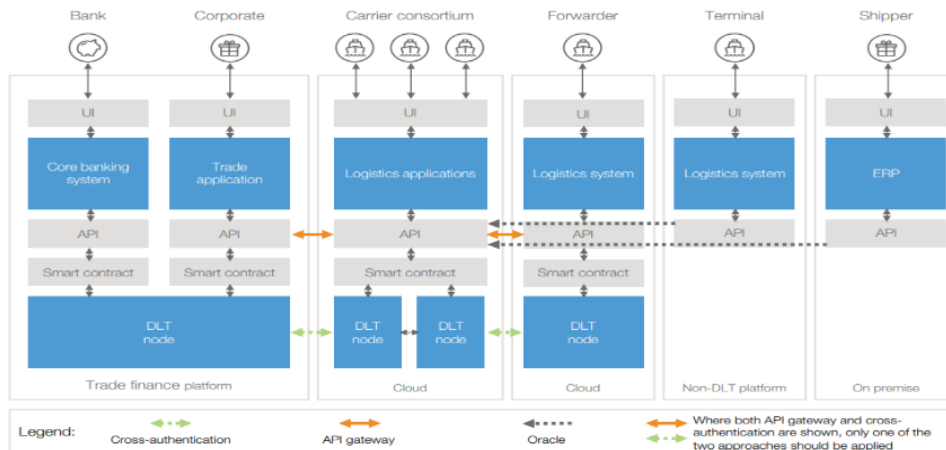 Bank Corporate Carrier consortium Forwarder Terminal Shipper
UI UI UI UI UI UI
Core banking
system
Trade
application
Logistics applications
Logistics system
Logistics system
ERP
API API API API API API
Smart contract Smart contract Smart contract Smart contract
DLT
node
DLT
node
DLT
node
DLT
node
Trade finance platform
Cloud
Cloud
Non-DLT platform
On premise
Legend:
Cross-authentication
API gateway
Oracle
Where both API gateway and cross-
authentication are shown, only one of the
two approaches should be applied